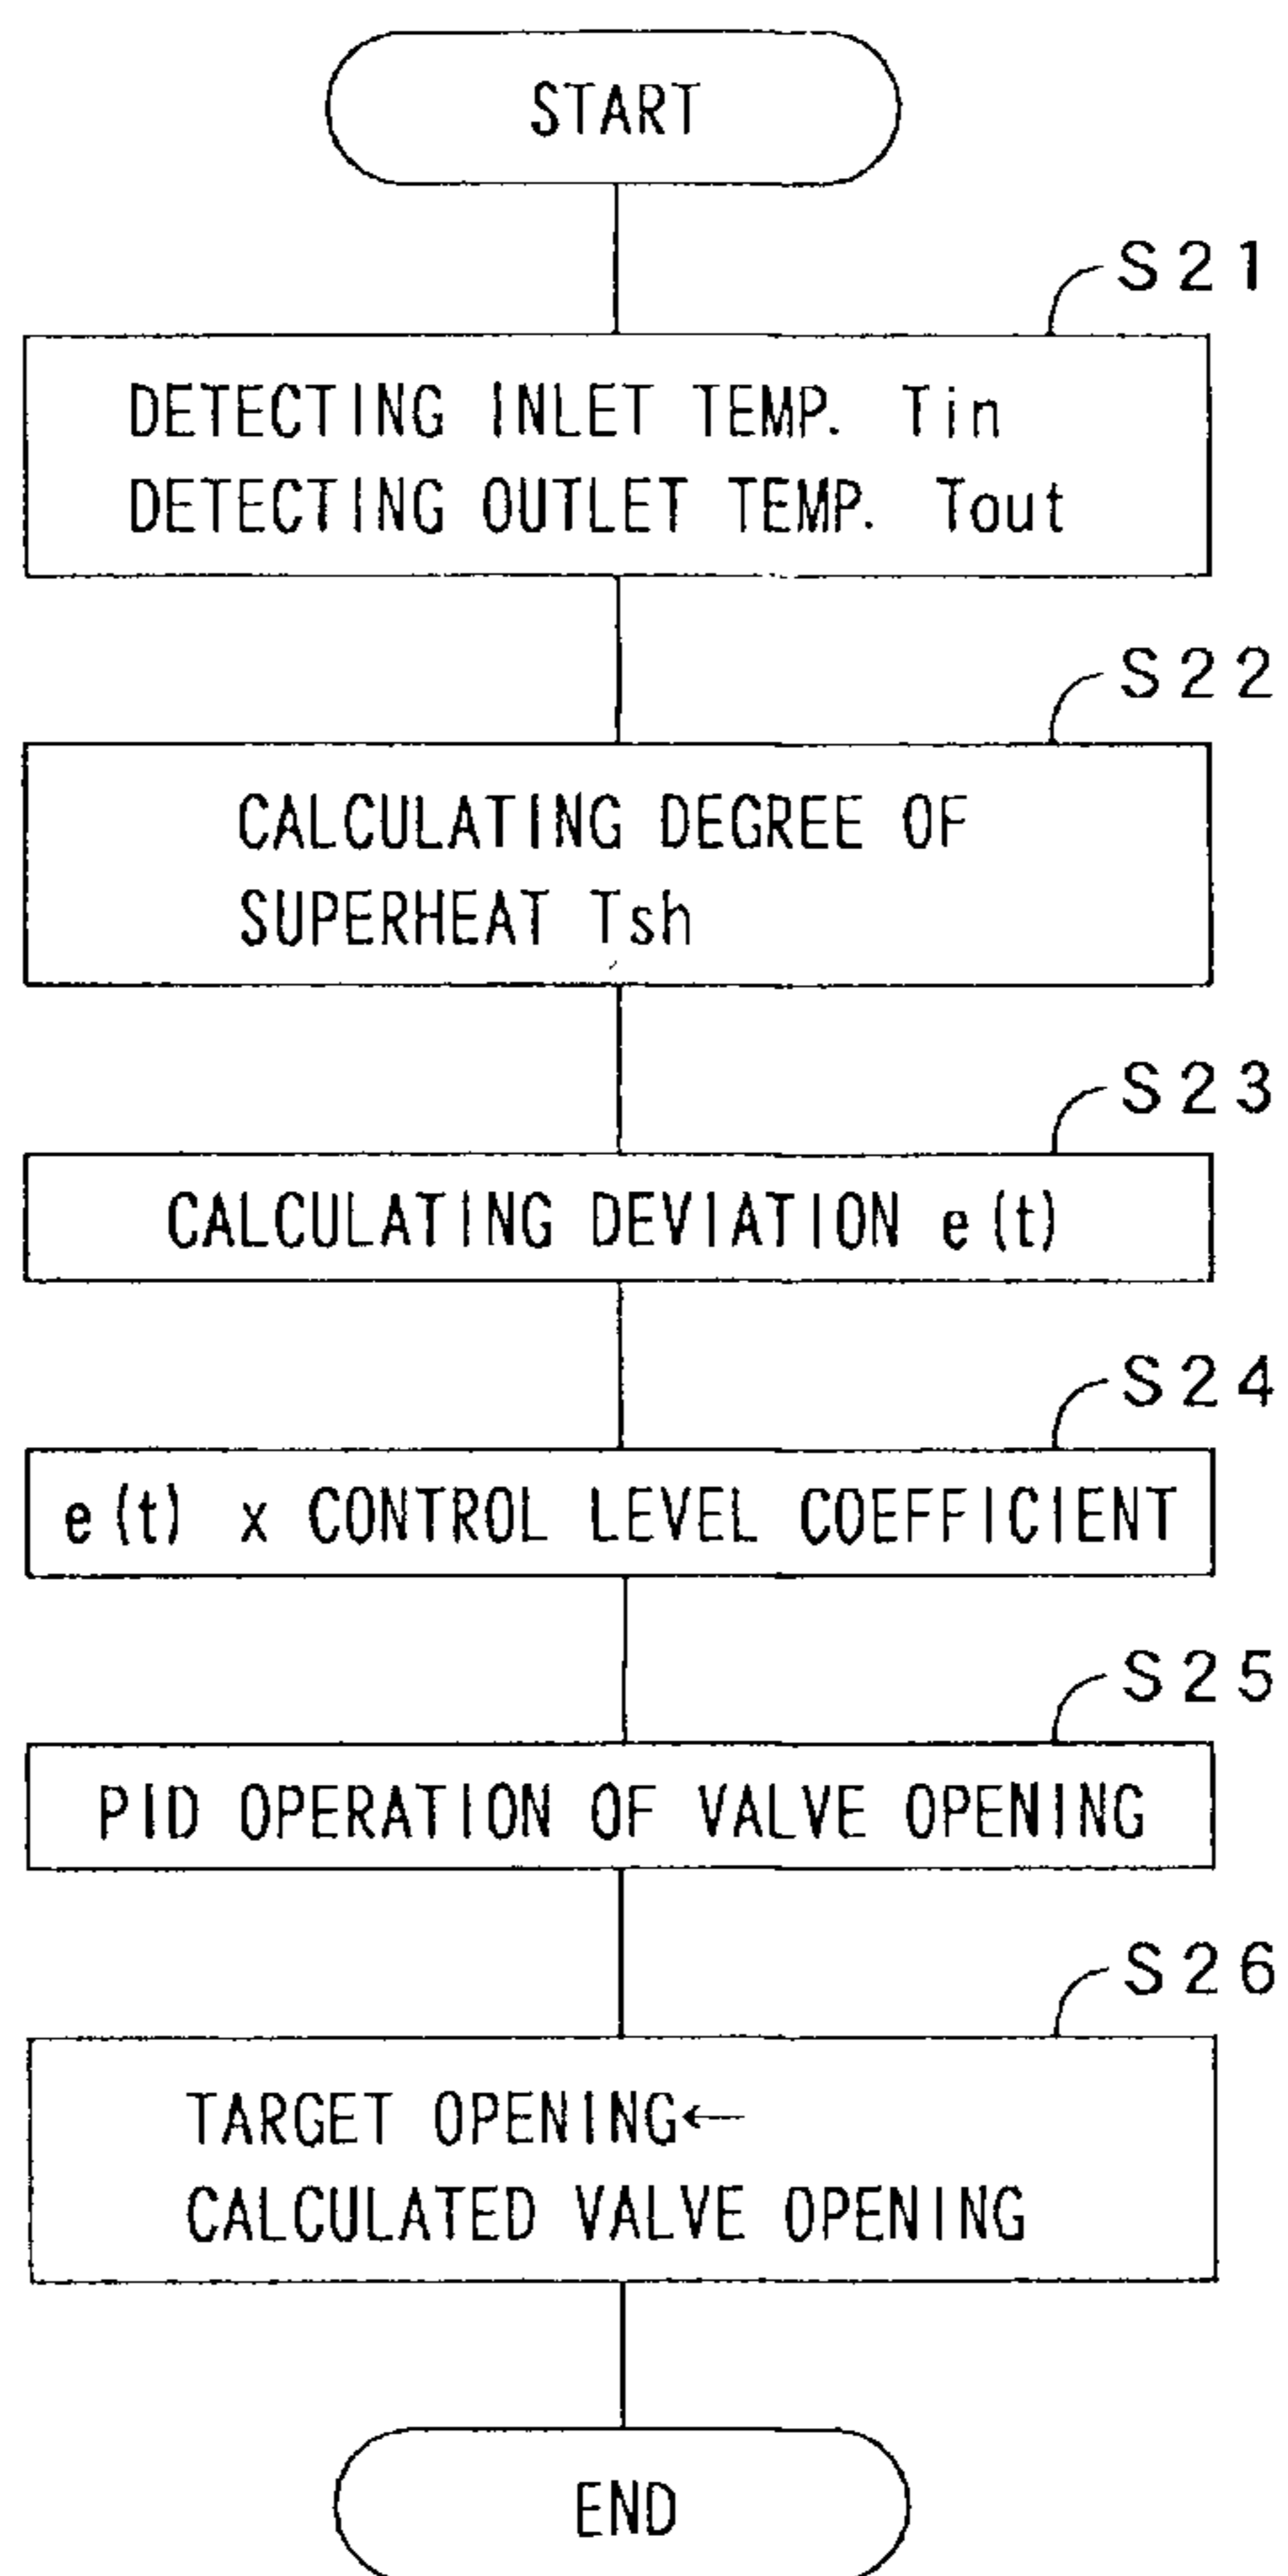 START
S21
DETECTING INLET TEMP. Tin
DETECTING OUTLET TEMP. Tout
S22
CALCULATING DEGREE OF
SUPERHEAT Tsh
S23
CALCULATING DEVIATION e(t)
S24
e(t) x CONTROL LEVEL COEFFICIENT
S25
PID OPERATION OF VALVE OPENING
S26
TARGET OPENING←
CALCULATED VALVE OPENING
END